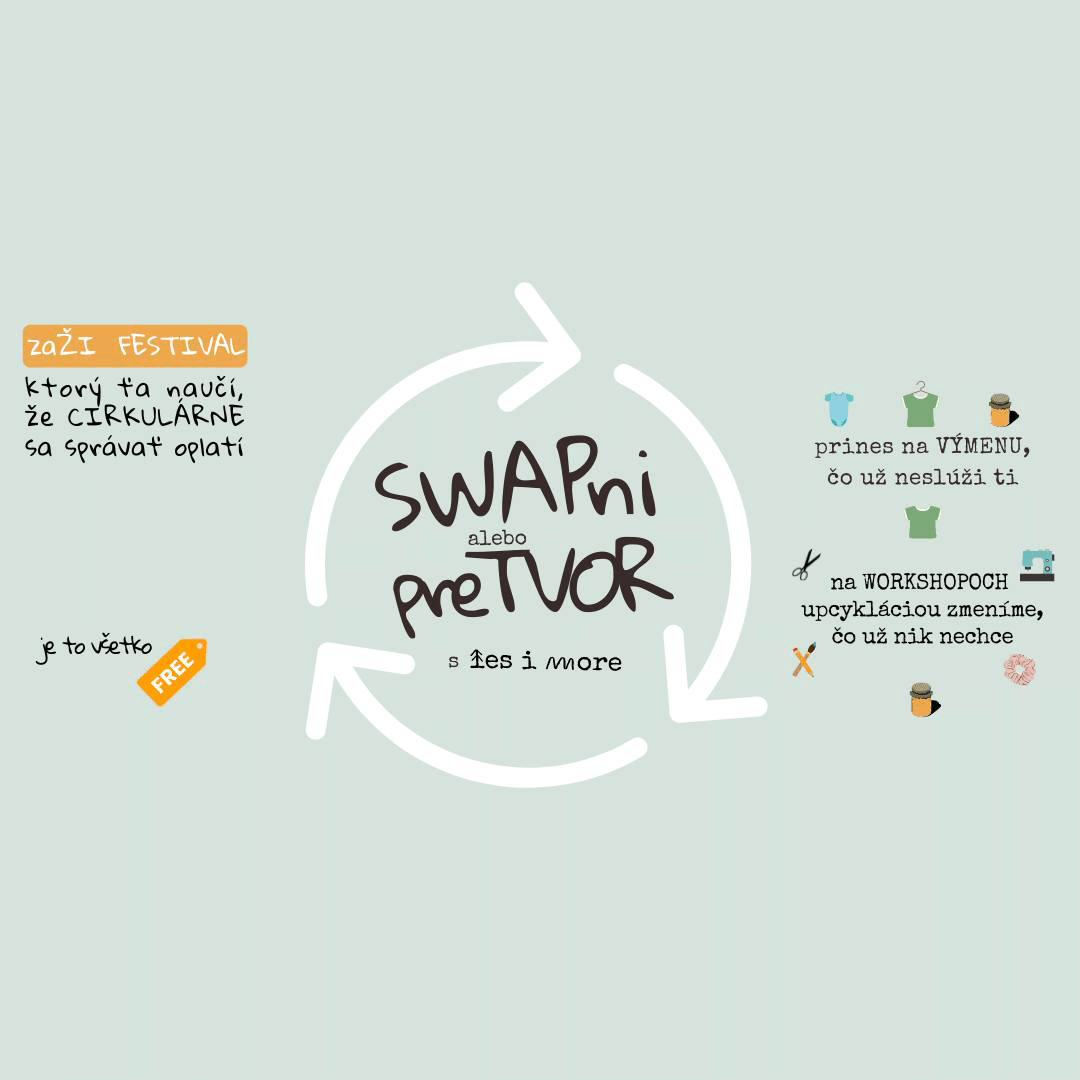 zaŽI FESTIVAL
ktorý ťa naučí,
že CIRKULÁRNE
sa správať oplatí
je to všetko
FREE
SWAPni
alebo
preTVOR
s les i more
prines na VÝMENU,
čo už neslúži ti
na WORKSHOPOCH
upcykláciou zmeníme,
čo už nik nechce